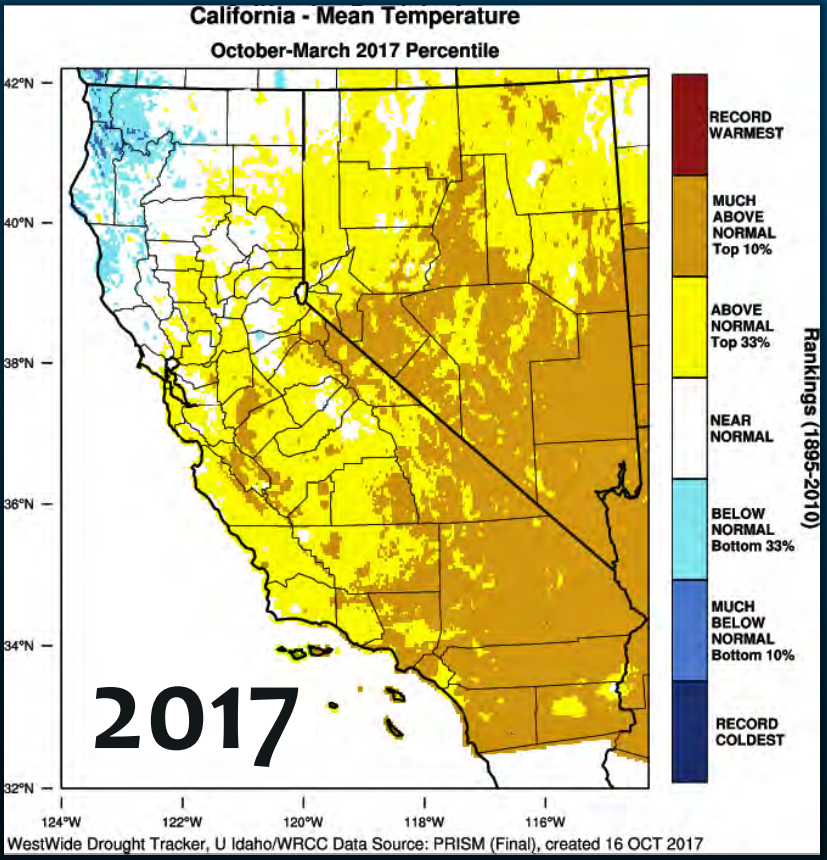 California - Mean Temperature
October-March 2017 Percentile
42°N
40°N
38°N
36°N
34°N
32°N
124°W
122°W
120°W
118°W
116°W
2017
RECORD
WARMEST
MUCH
ABOVE
NORMAL
Top 10%
ABOVE
NORMAL
Top 33%
NEAR
NORMAL
BELOW
NORMAL
Bottom 33%
MUCH
BELOW
NORMAL
Bottom 10%
RECORD
COLDEST
Rankings (1895-2010)
WestWide Drought Tracker, U Idaho/WRCC Data Source: PRISM (Final), created 16 OCT 2017